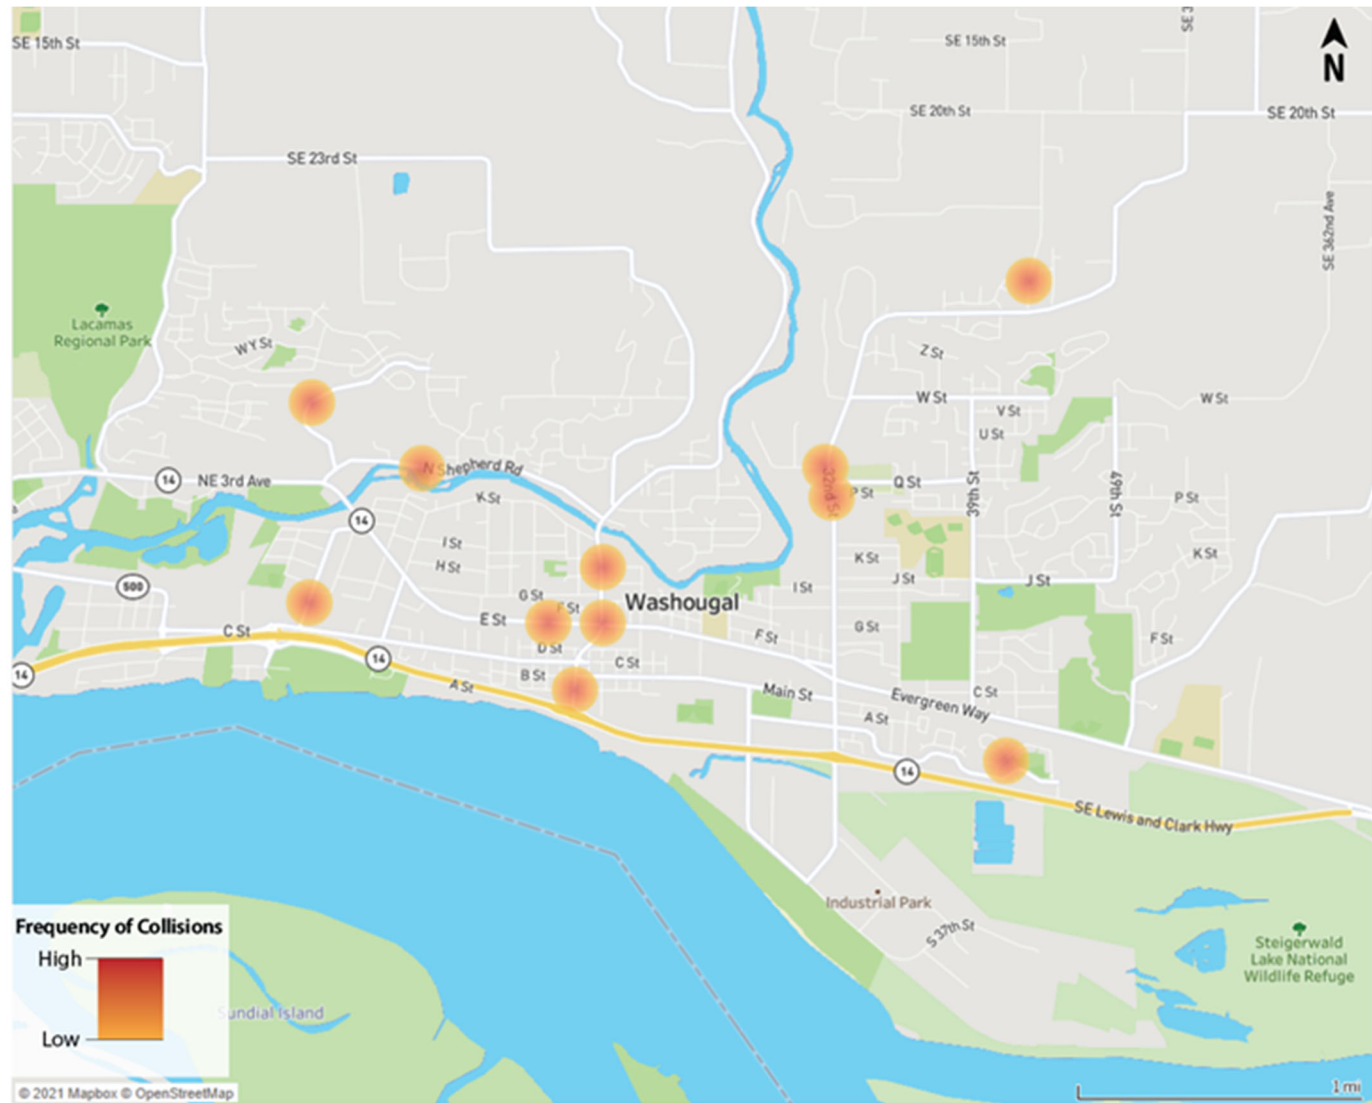 SE 15th St
SE 15th St
N
SE 20th St
SE 20th St
SE 23rd St
SE 362nd Ave
Lacamas
Regional Park
W Y St
Z St
W St
W St
V St
U St
14
NE 3rd Ave
N Shepherd Rd
32nd St
Q St
39th St
49th St
P St
P St
K St
14
I St
H St
K St
K St
500
G St
F St
Washougal
I St
J St
J St
E St
G St
F St
F St
C St
D St
C St
14
14
A St
B St
Main St
C St
Evergreen Way
A St
14
SE Lewis and Clark Hwy
Industrial Park
S 37th St
Steigerwald
Lake National
Wildlife Refuge
Frequency of Collisions
High
Low
Sundial Island
© 2021 Mapbox © OpenStreetMap
1 mi